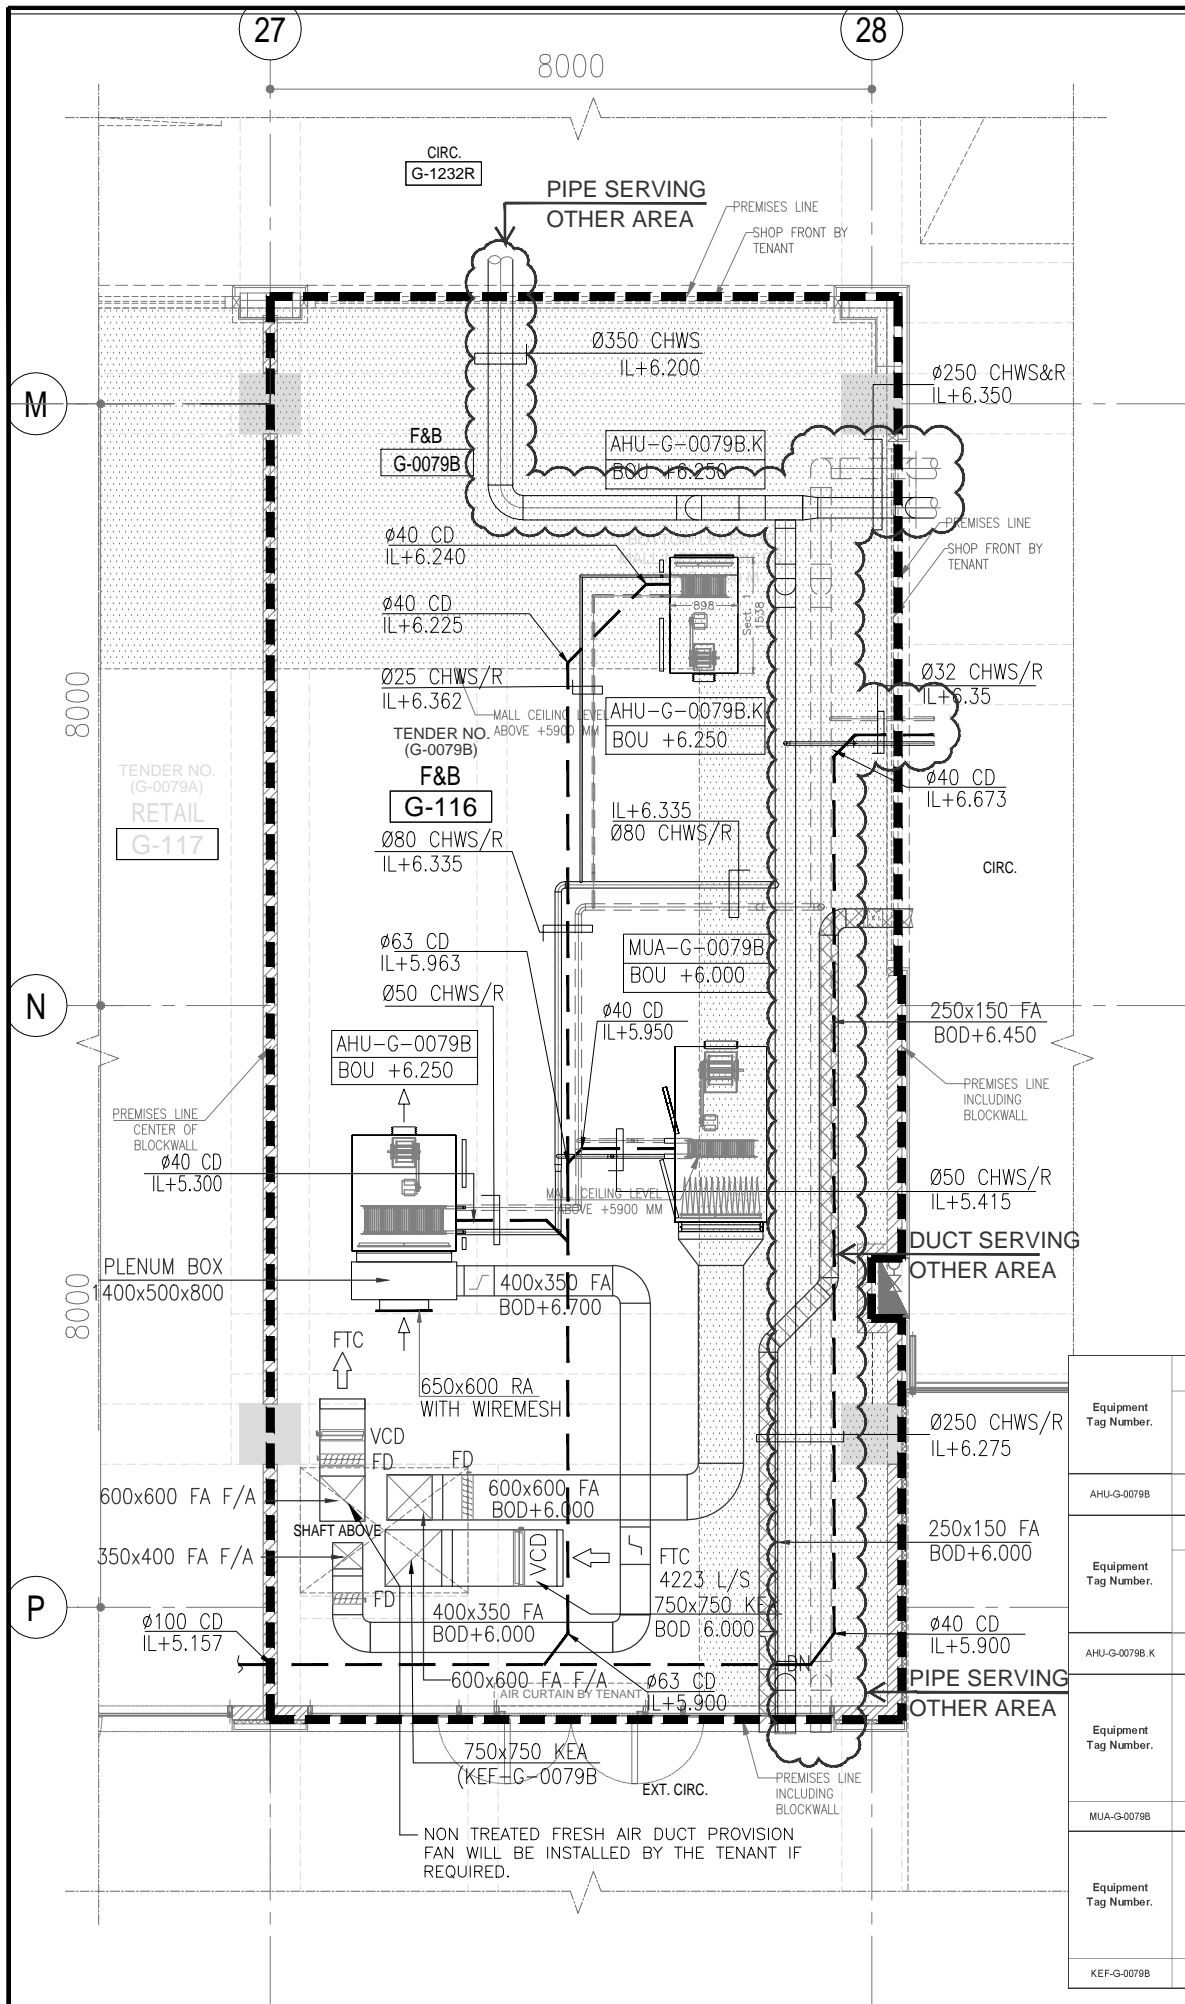 27
28
8000
CIRC.
G-1232R
PIPE SERVING
OTHER AREA
PREMISES LINE
SHOP FRONT BY
TENANT
Ø350 CHWS
IL+6.200
ø250 CHWS&R
IL+6.350
M
F&B
G-0079B
AHU-G-0079B.K
BOU +6.250
ø40 CD
IL+6.240
PREMISES LINE
SHOP FRONT BY
TENANT
898
Sect. 1
1538
ø40 CD
IL+6.225
Ø25 CHWS/R
IL+6.362
Ø32 CHWS/R
IL+6.35
8000
MALL CEILING LEVEL
ABOVE +5900 MM
AHU-G-0079B.K
BOU +6.250
TENDER NO.
(G-0079B)
F&B
G-116
TENDER NO.
(G-0079A)
RETAIL
G-117
ø40 CD
IL+6.673
IL+6.335
Ø80 CHWS/R
Ø80 CHWS/R
IL+6.335
CIRC.
ø63 CD
IL+5.963
MUA-G-0079B
BOU +6.000
Ø50 CHWS/R
N
ø40 CD
IL+5.950
250x150 FA
BOD+6.450
AHU-G-0079B
BOU +6.250
PREMISES LINE
INCLUDING
BLOCKWALL
PREMISES LINE
CENTER OF
BLOCKWALL
ø40 CD
IL+5.300
MALL CEILING LEVEL
ABOVE +5900 MM
Ø50 CHWS/R
IL+5.415
DUCT SERVING
OTHER AREA
PLENUM BOX
1400x500x800
400x350 FA
BOD+6.700
8000
FTC
650x600 RA
WITH WIREMESH
VCD
FD
FD
Ø250 CHWS/R
IL+6.275
600x600 FA F/A
600x600 FA
BOD+6.000
SHAFT ABOVE
350x400 FA F/A
VCD
FTC
4223 L/S
750x750 KE
BOD 6.000
250x150 FA
BOD+6.000
FD
P
400x350 FA
BOD+6.000
ø100 CD
IL+5.157
ø40 CD
IL+5.900
DN
600x600 FA F/A
ø63 CD
IL+5.900
AIR CURTAIN BY TENANT
PIPE SERVING
OTHER AREA
750x750 KEA
(KEF-G-0079B
EXT. CIRC.
PREMISES LINE
INCLUDING
BLOCKWALL
NON TREATED FRESH AIR DUCT PROVISION
FAN WILL BE INSTALLED BY THE TENANT IF
REQUIRED.
Equipment
Tag Number.
AHU-G-0079B
Equipment
Tag Number.
AHU-G-0079B.K
Equipment
Tag Number.
MUA-G-0079B
Equipment
Tag Number.
KEF-G-0079B